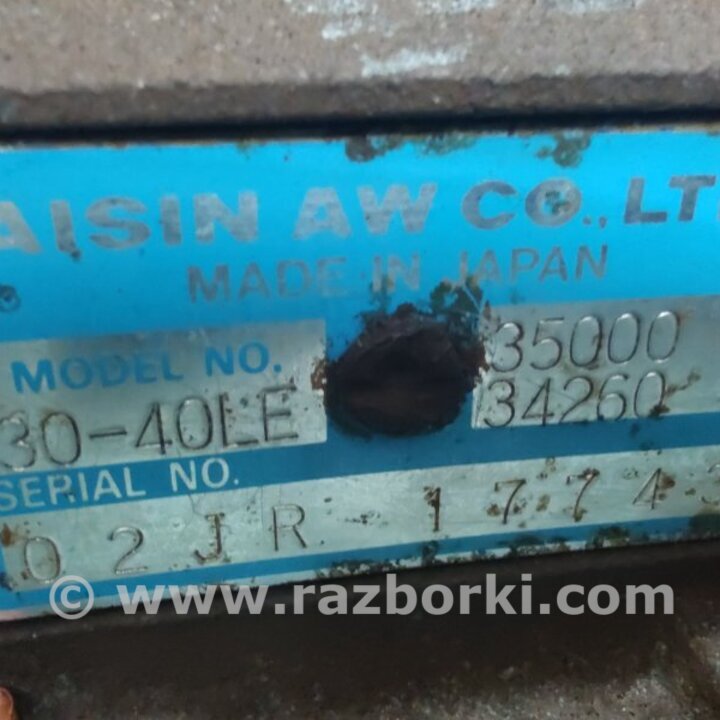 AISIN AW CO., LT
MADE IN JAPAN
MODEL NO. 35000
30-40LE 34260
SERIAL NO.
02JR-1774
© www.razborki.com